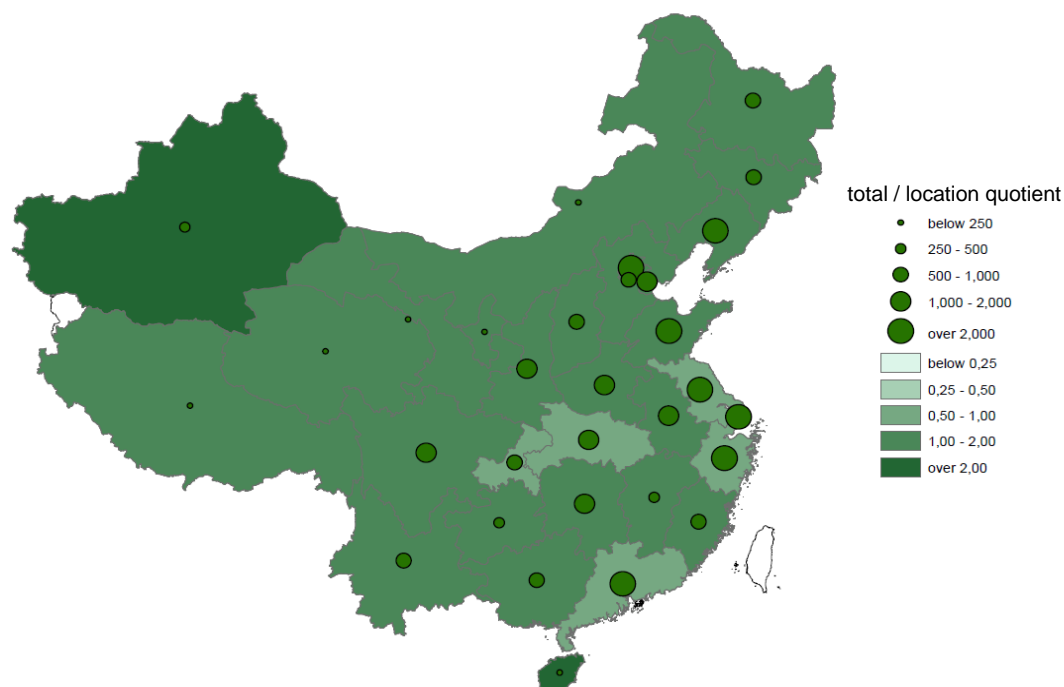 total / location quotient
below 250
250 - 500
500 - 1,000
1,000 - 2,000
over 2,000
below 0,25
0,25 - 0,50
0,50 - 1,00
1,00 - 2,00
over 2,00